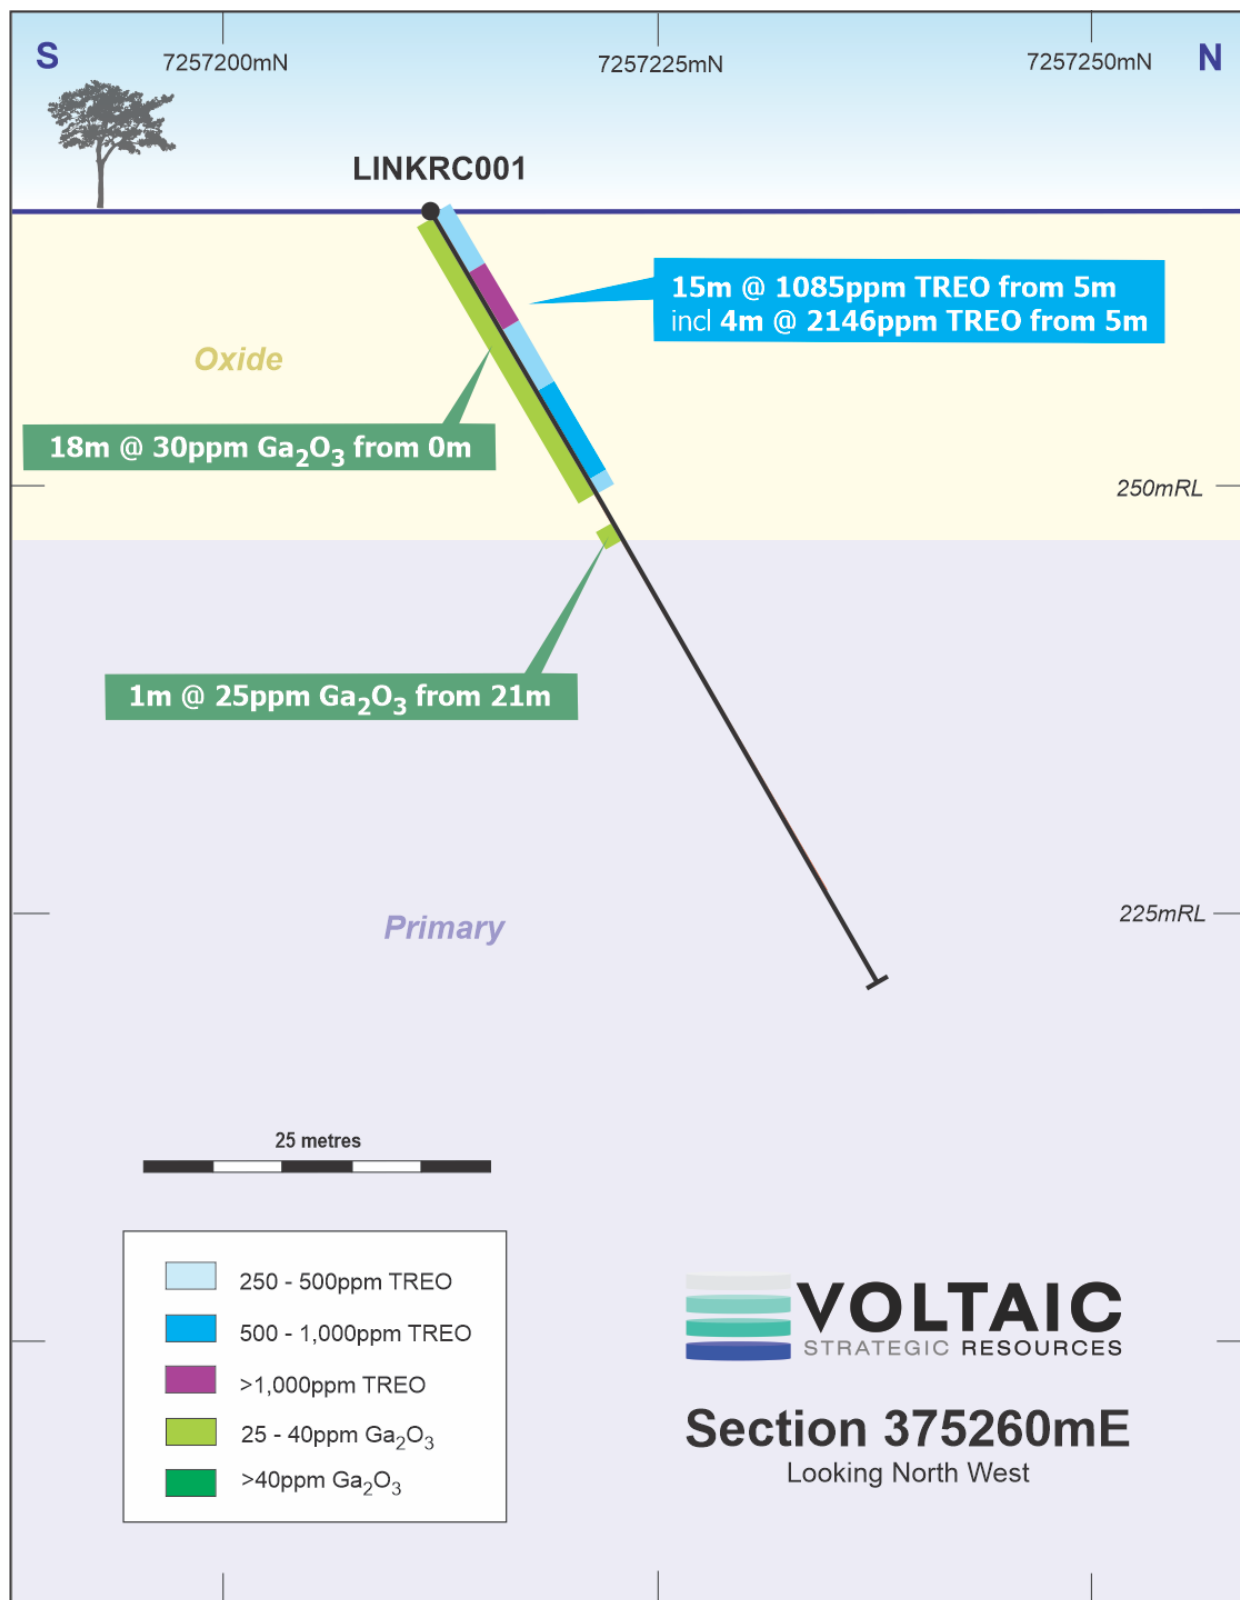 S
7257200mN
7257225mN
7257250mN
N
LINKRC001
15m @ 1085ppm TREO from 5m
incl 4m @ 2146ppm TREO from 5m
Oxide
18m @ 30ppm Ga₂O₃ from 0m
250mRL
1m @ 25ppm Ga₂O₃ from 21m
225mRL
Primary
25 metres
250 - 500ppm TREO
500 - 1,000ppm TREO
>1,000ppm TREO
25 - 40ppm Ga₂O₃
>40ppm Ga₂O₃
VOLTAIC
STRATEGIC RESOURCES
Section 375260mE
Looking North West